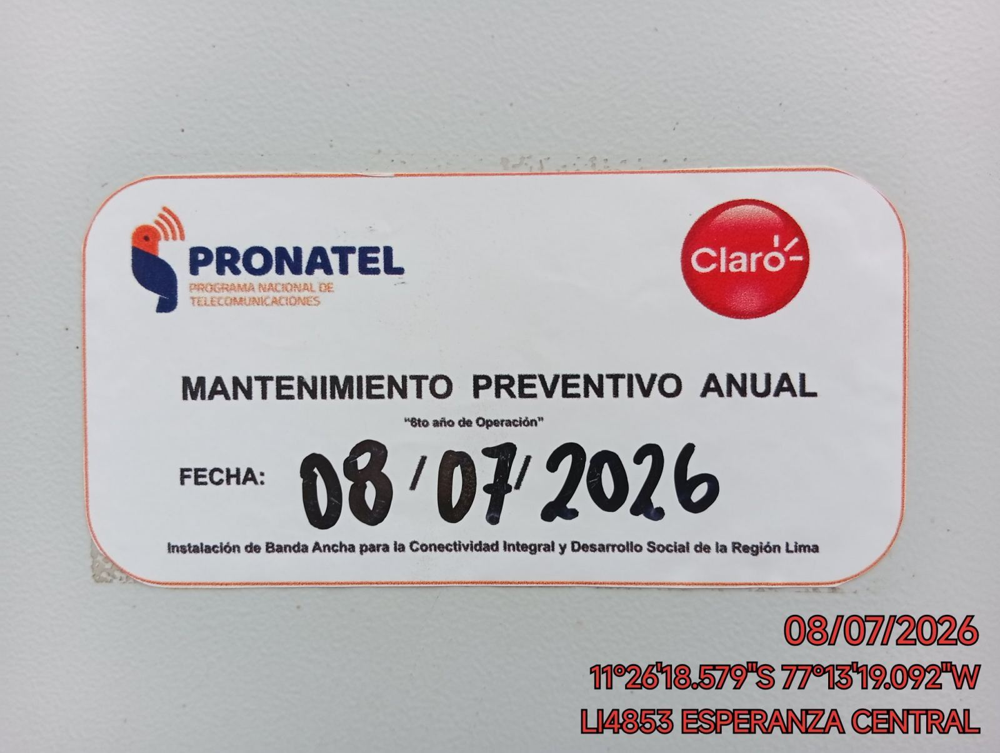 PRONATEL
PROGRAMA NACIONAL DE
TELECOMUNICACIONES
Claro
MANTENIMIENTO PREVENTIVO ANUAL
"6to año de Operación"
FECHA: 08/07/2026
Instalación de Banda Ancha para la Conectividad Integral y Desarrollo Social de la Región Lima
08/07/2026
11°26'18.579"S 77°13'19.092"W
LI4853 ESPERANZA CENTRAL